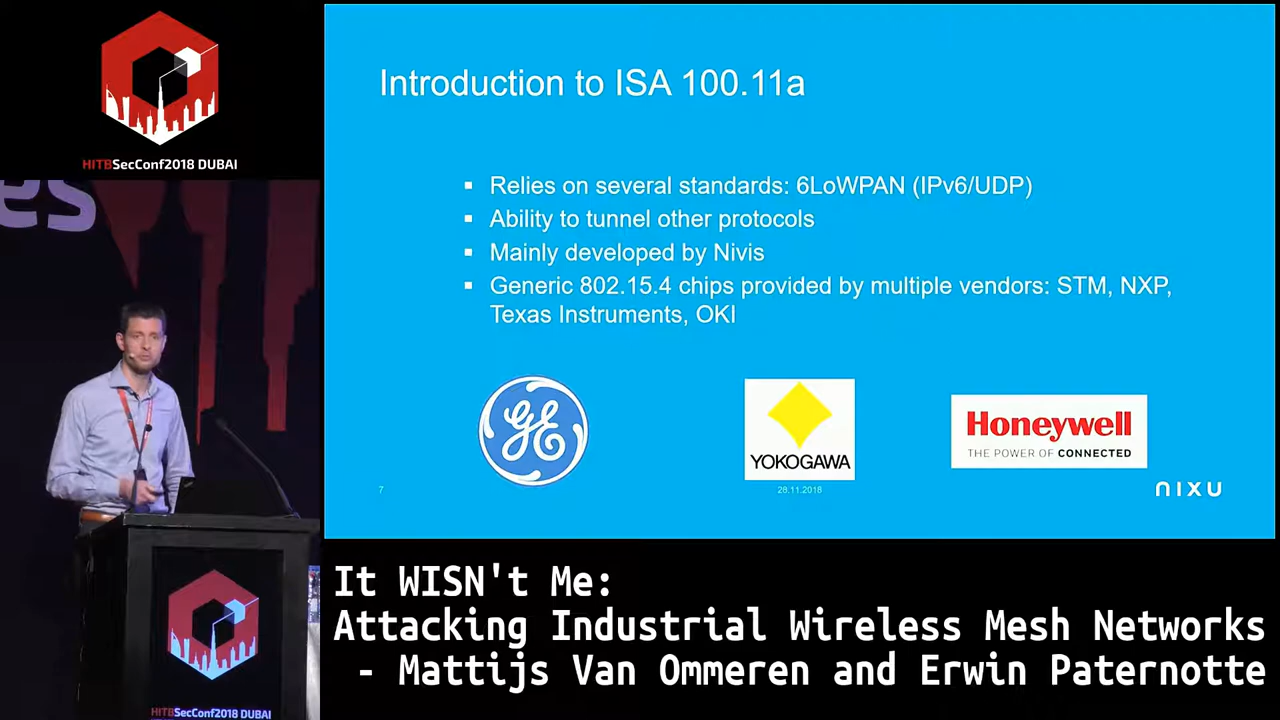 HITBSecConf2018 DUBAI
es
Introduction to ISA 100.11a
▪ Relies on several standards: 6LoWPAN (IPv6/UDP)
▪ Ability to tunnel other protocols
▪ Mainly developed by Nivis
▪ Generic 802.15.4 chips provided by multiple vendors: STM, NXP,
Texas Instruments, OKI
GE
YOKOGAWA
Honeywell
THE POWER OF CONNECTED
7
28.11.2018
nixu
HITBSecConf2018 DUBAI
It WISN't Me:
Attacking Industrial Wireless Mesh Networks
- Mattijs Van Ommeren and Erwin Paternotte